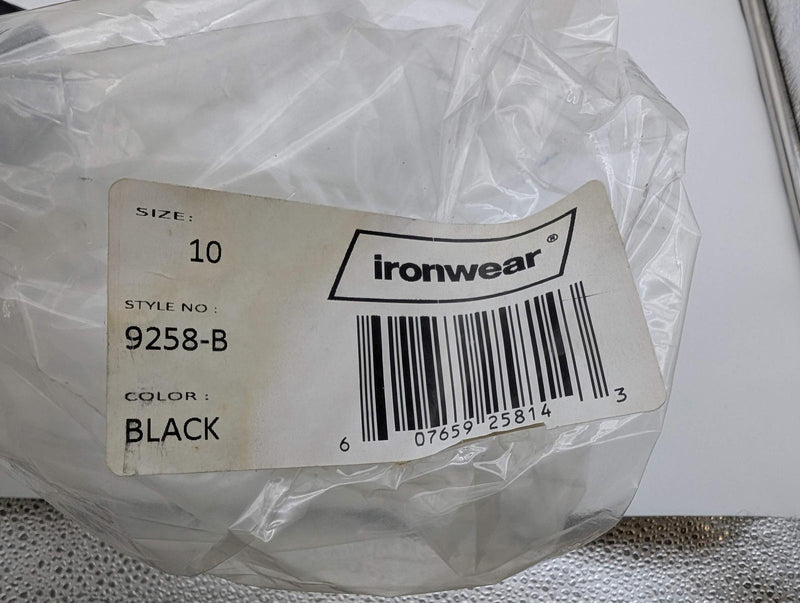 SIZE:
10
STYLE NO :
9258-B
COLOR :
BLACK
ironwear®
6 07659 25814 3